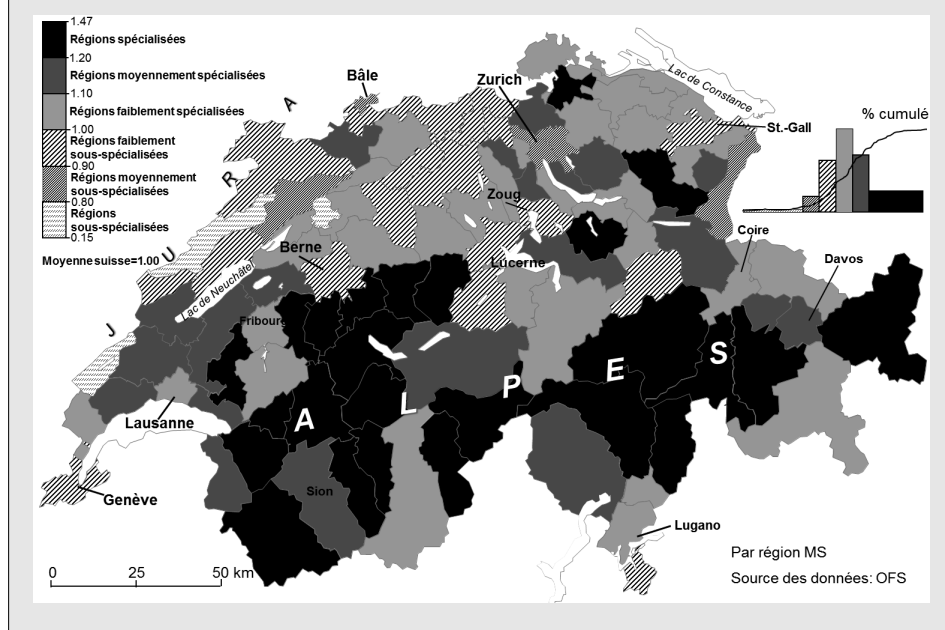 1.47
Régions spécialisées
1.20
Régions moyennement spécialisées
1.10
Régions faiblement spécialisées
1.00
Régions faiblement
sous-spécialisées
0.90
Régions moyennement
sous-spécialisées
0.80
Régions
sous-spécialisées
0.15
Moyenne suisse=1.00
J U R A
Bâle
Zurich
Lac de Constance
% cumulé
St.-Gall
Zoug
Berne
Lucerne
Coire
Davos
Lac de Neuchâtel
Fribourg
A L P E S
Lausanne
Sion
Genève
Lugano
0 25 50 km
Par région MS
Source des données: OFS